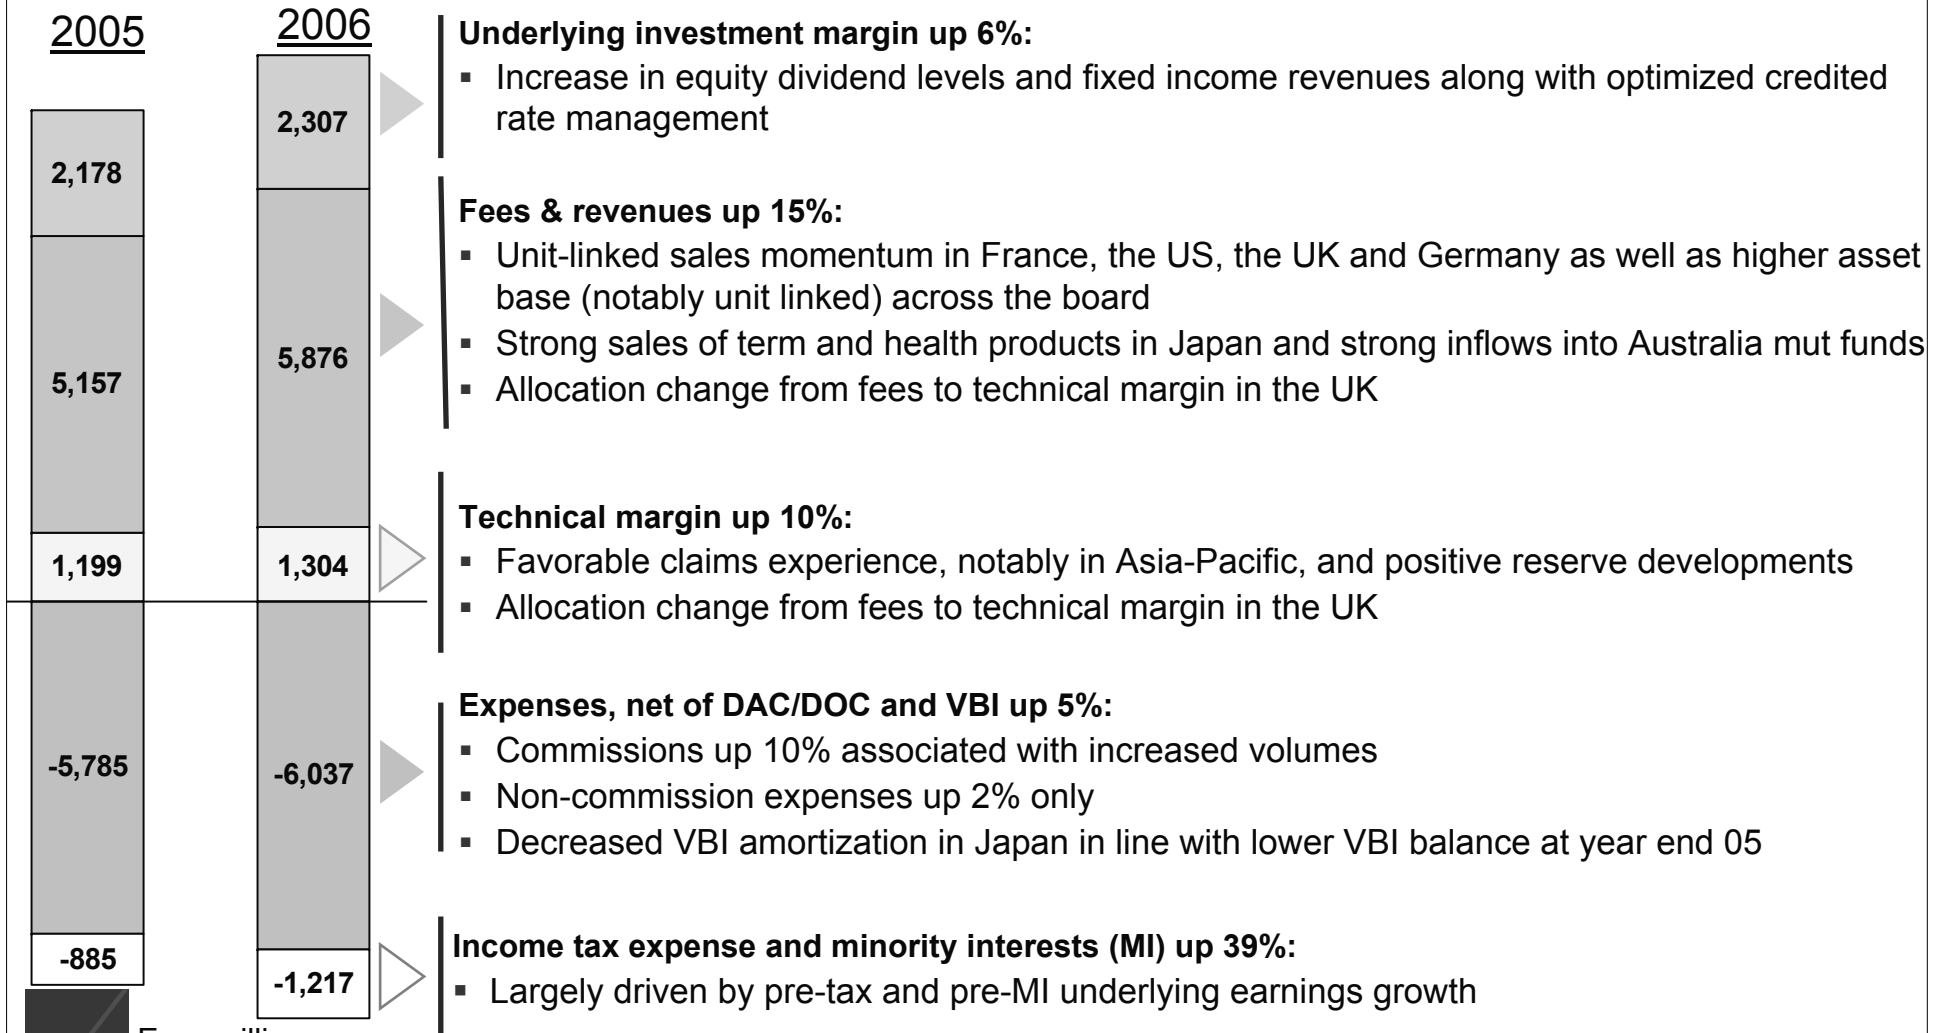 2005
2006
2,178
5,157
1,199
-5,785
-885
2,307
5,876
1,304
-6,037
-1,217
Underlying investment margin up 6%:
▪ Increase in equity dividend levels and fixed income revenues along with optimized credited
rate management
Fees & revenues up 15%:
▪ Unit-linked sales momentum in France, the US, the UK and Germany as well as higher asset
base (notably unit linked) across the board
▪ Strong sales of term and health products in Japan and strong inflows into Australia mut funds
▪ Allocation change from fees to technical margin in the UK
Technical margin up 10%:
▪ Favorable claims experience, notably in Asia-Pacific, and positive reserve developments
▪ Allocation change from fees to technical margin in the UK
Expenses, net of DAC/DOC and VBI up 5%:
▪ Commissions up 10% associated with increased volumes
▪ Non-commission expenses up 2% only
▪ Decreased VBI amortization in Japan in line with lower VBI balance at year end 05
Income tax expense and minority interests (MI) up 39%:
▪ Largely driven by pre-tax and pre-MI underlying earnings growth